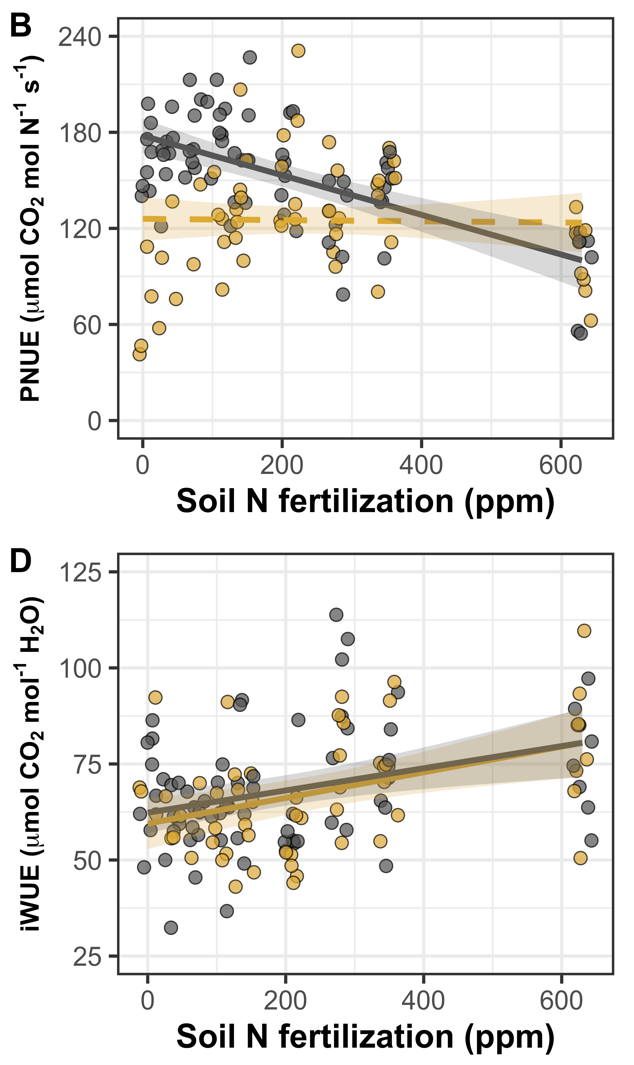 B
240
180
120
60
0
PNUE (μmol CO₂ mol N⁻¹ s⁻¹)
0 200 400 600
Soil N fertilization (ppm)
D
125
100
75
50
25
iWUE (μmol CO₂ mol⁻¹ H₂O)
0 200 400 600
Soil N fertilization (ppm)